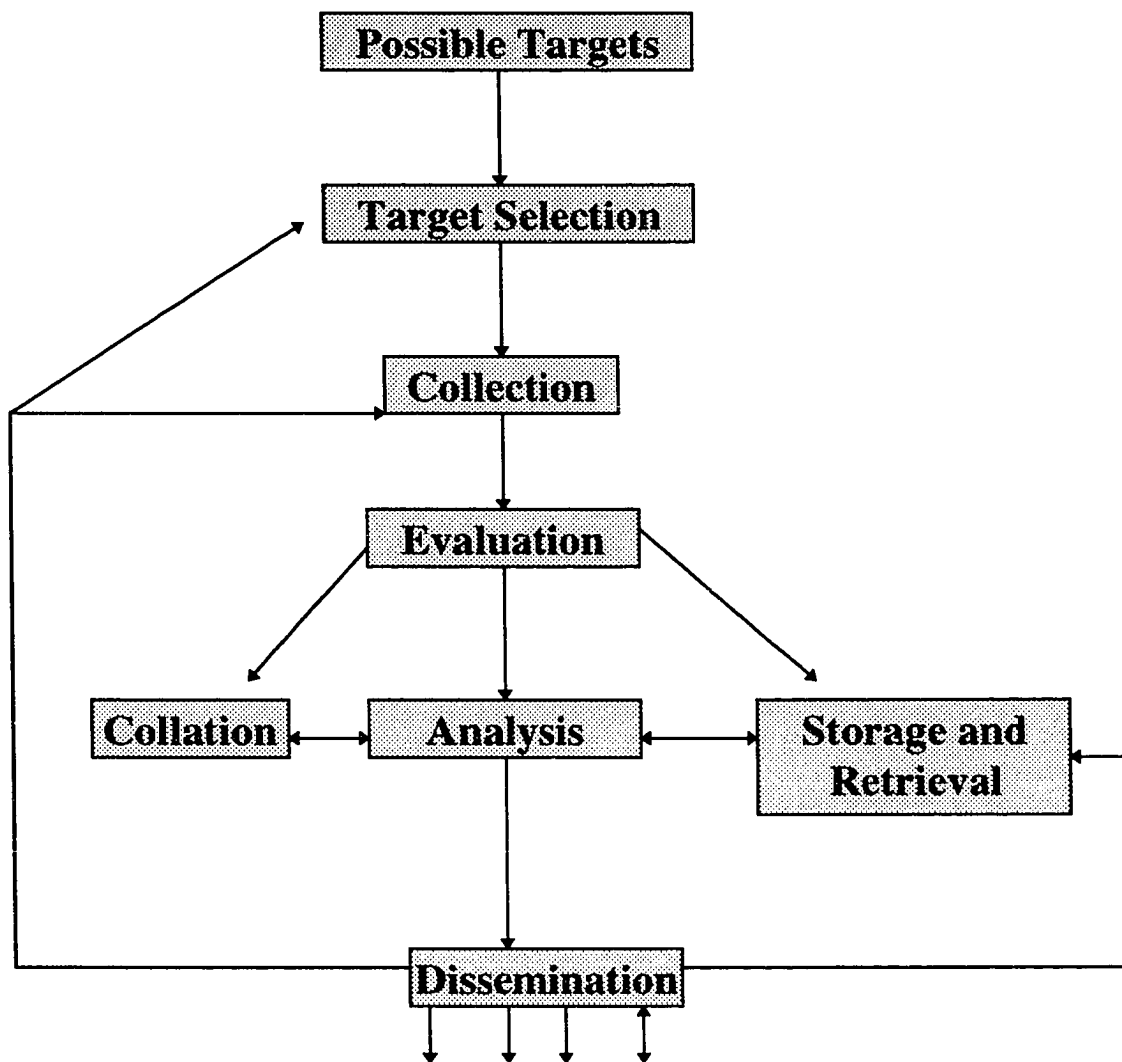 Possible Targets
Target Selection
Collection
Evaluation
Collation
Analysis
Storage and
Retrieval
Dissemination